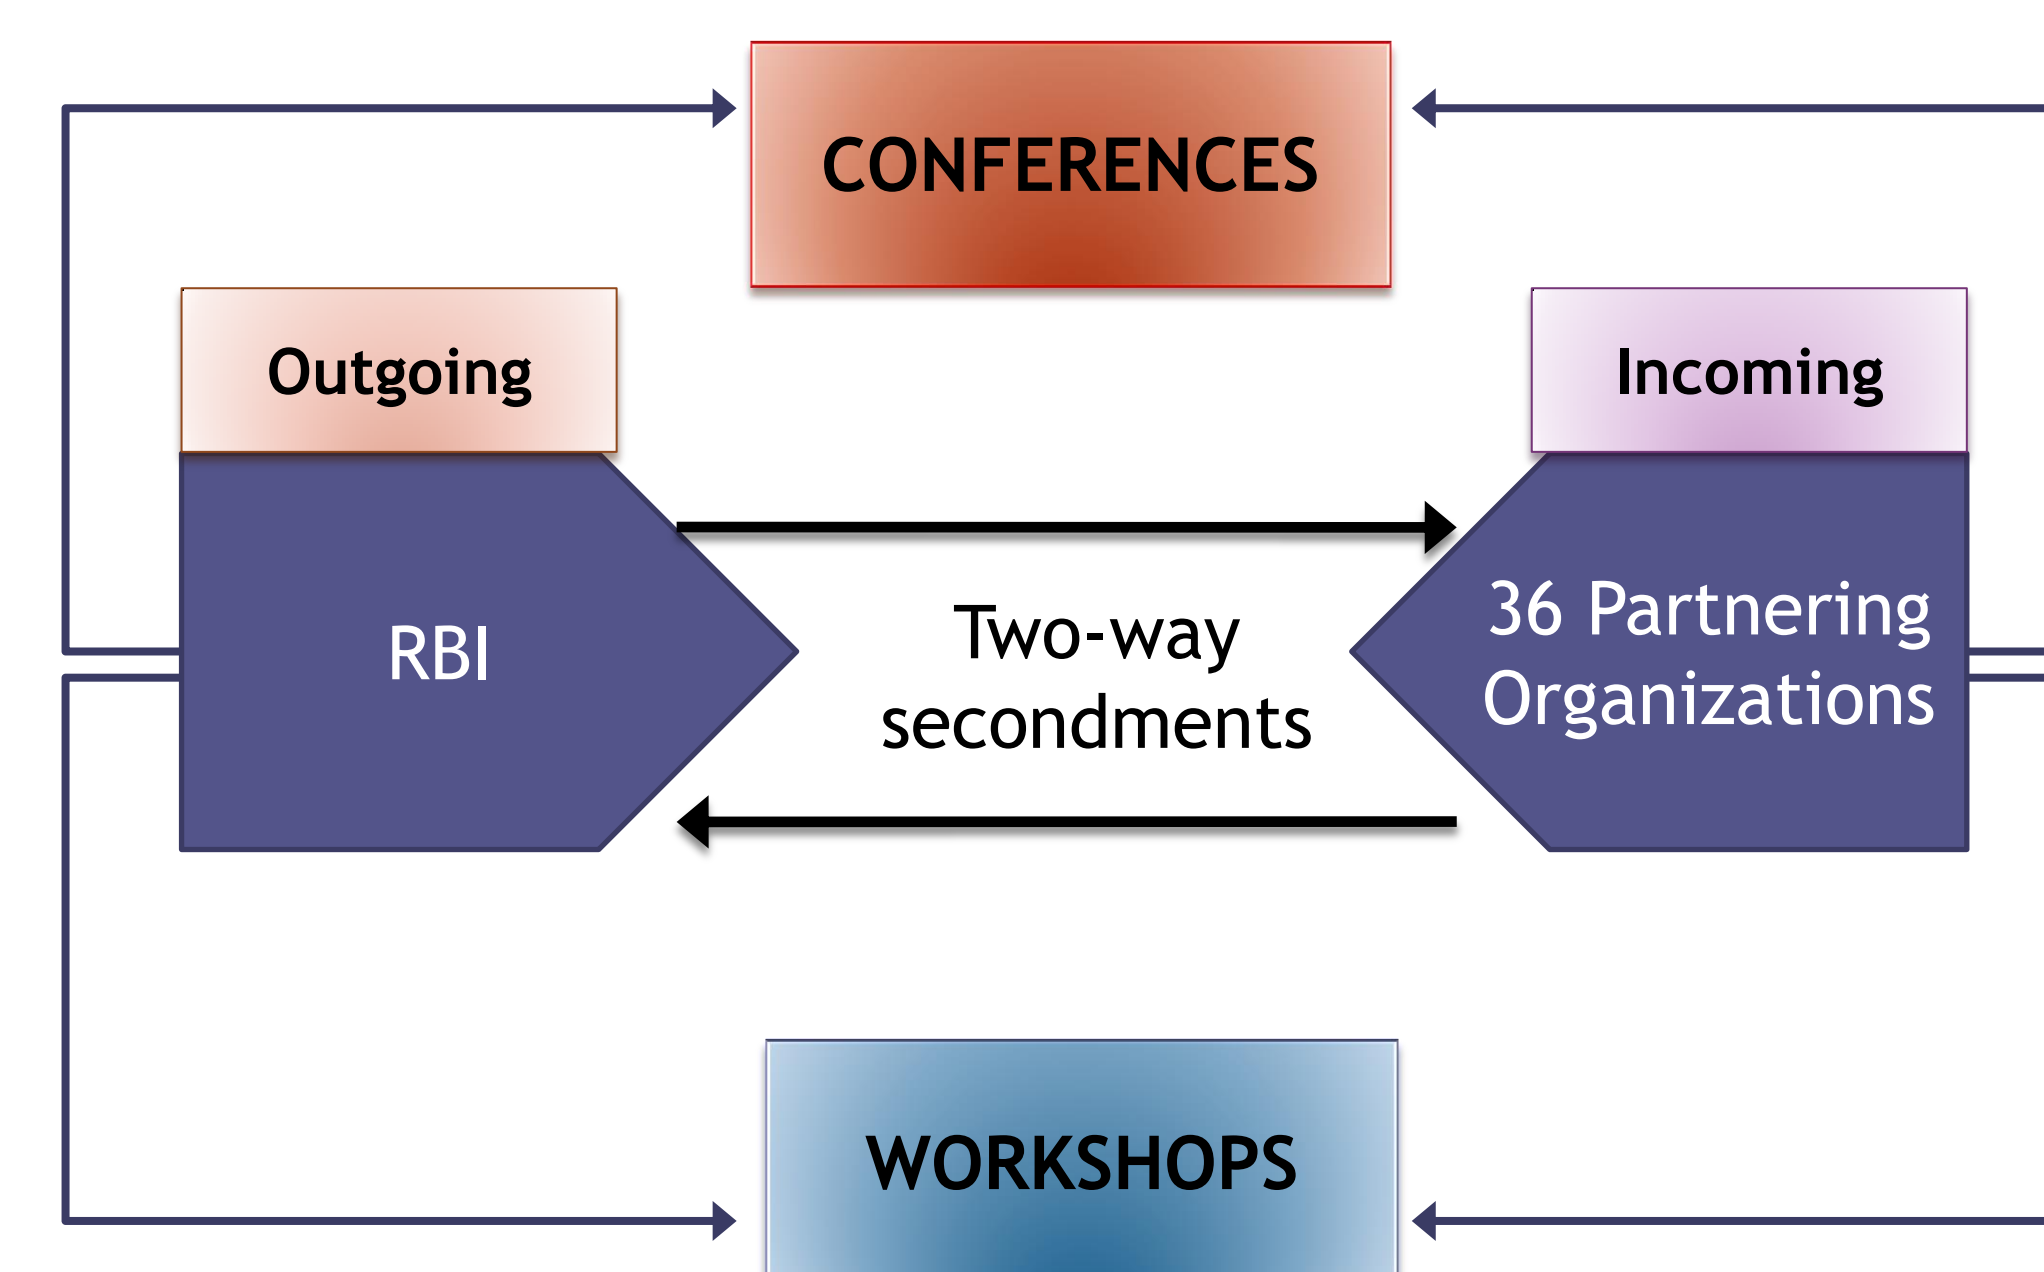 CONFERENCES
Outgoing
Incoming
RBI
Two-way
secondments
36 Partnering
Organizations
WORKSHOPS